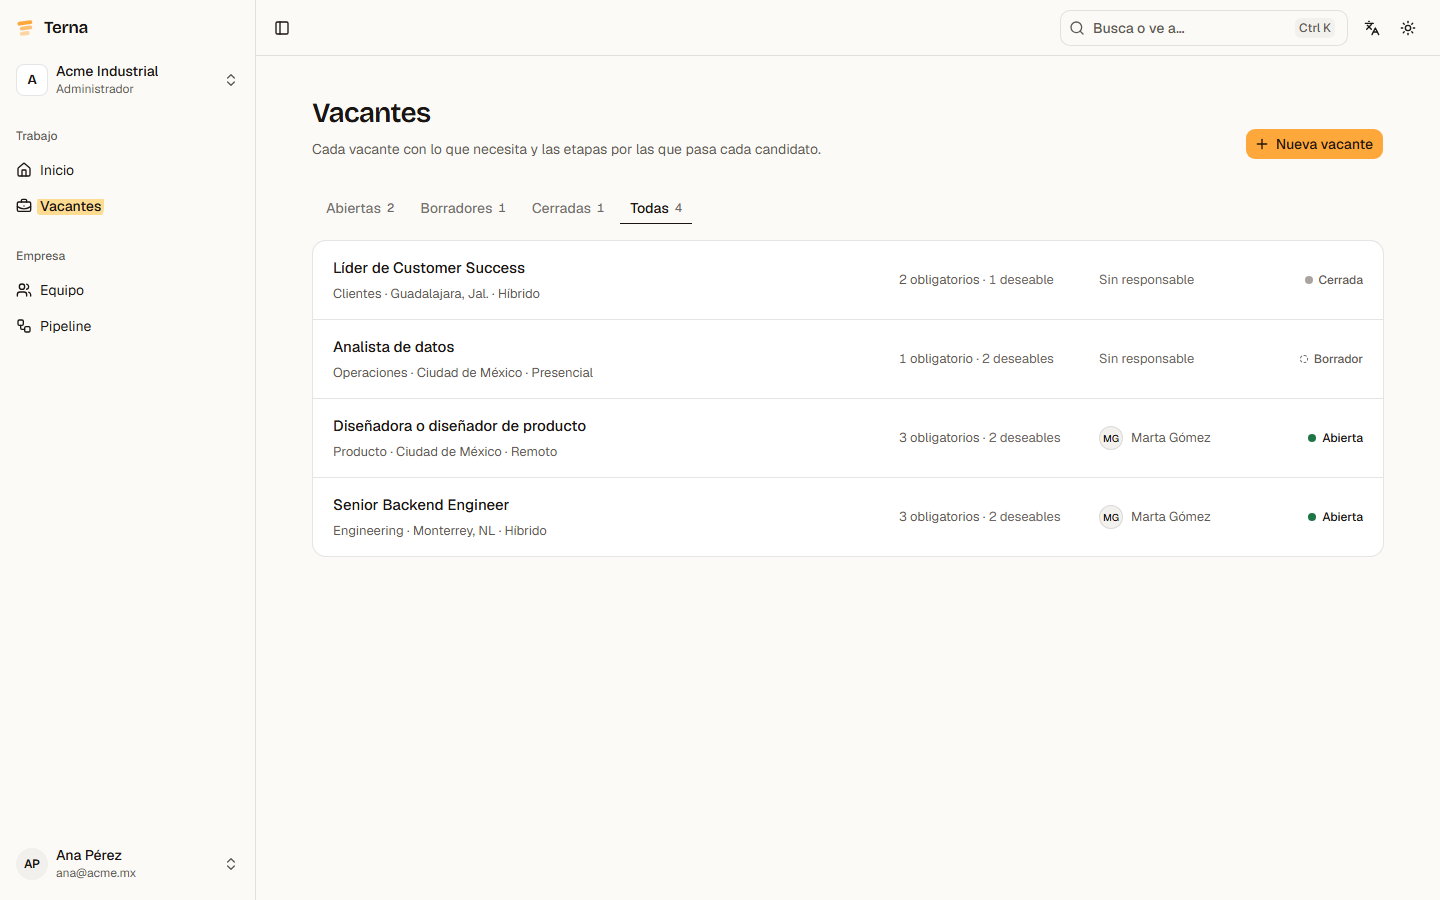 Terna
Busca o ve a...
Ctrl K
A
Acme Industrial
Administrador
Trabajo
Inicio
Vacantes
Empresa
Equipo
Pipeline
AP
Ana Pérez
ana@acme.mx
Vacantes
Cada vacante con lo que necesita y las etapas por las que pasa cada candidato.
Nueva vacante
Abiertas 2
Borradores 1
Cerradas 1
Todas 4
Líder de Customer Success
Clientes · Guadalajara, Jal. · Híbrido
2 obligatorios · 1 deseable
Sin responsable
Cerrada
Analista de datos
Operaciones · Ciudad de México · Presencial
1 obligatorio · 2 deseables
Sin responsable
Borrador
Diseñadora o diseñador de producto
Producto · Ciudad de México · Remoto
3 obligatorios · 2 deseables
MG Marta Gómez
Abierta
Senior Backend Engineer
Engineering · Monterrey, NL · Híbrido
3 obligatorios · 2 deseables
MG Marta Gómez
Abierta